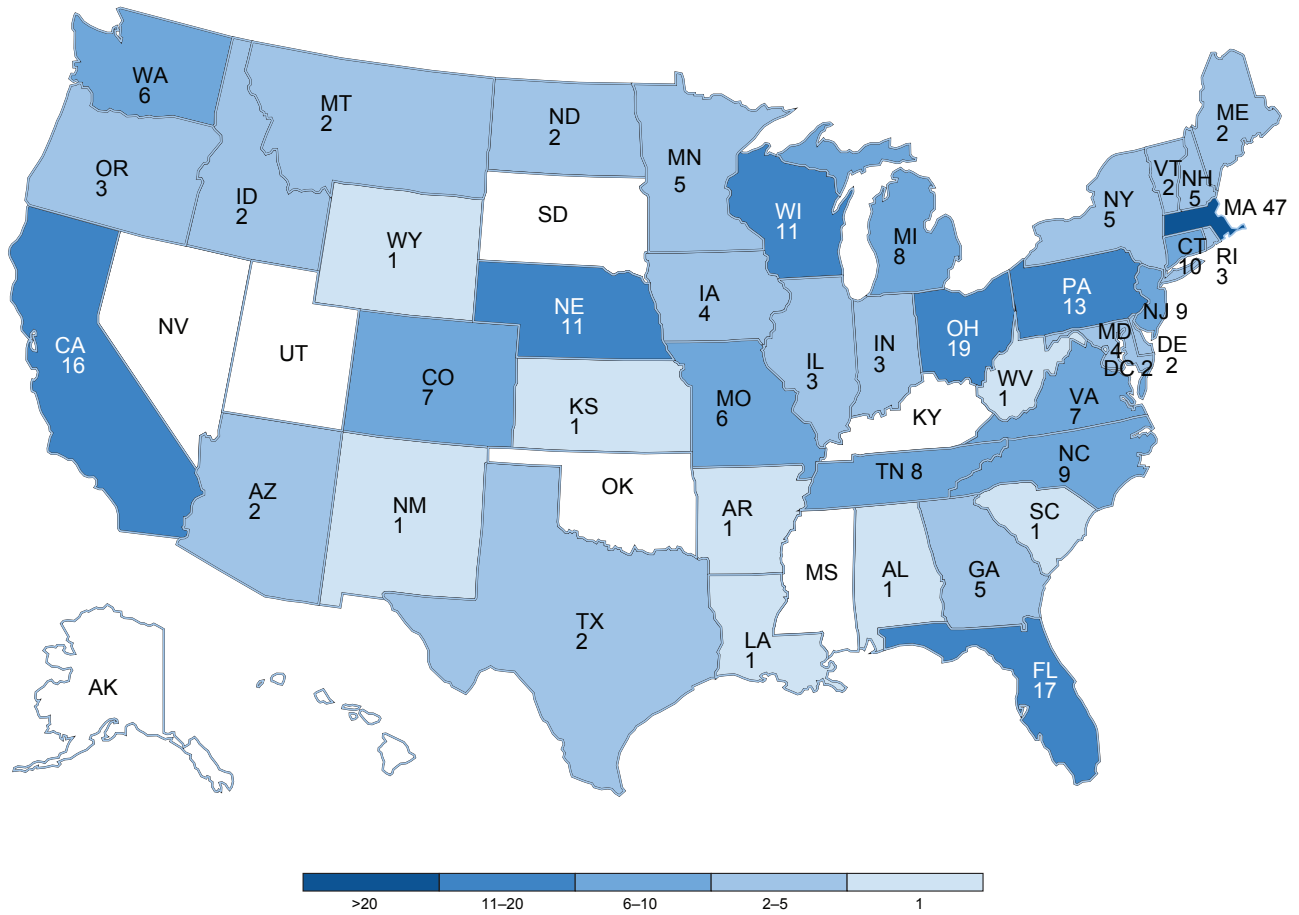 WA
6
MT
2
ND
2
MN
5
OR
3
ID
2
SD
WY
1
WI
11
MI
8
NY
5
VT
2
NH
5
ME
2
MA 47
CT
10
RI
3
NV
UT
CA
16
NE
11
IA
4
CO
7
KS
1
MO
6
IL
3
IN
3
OH
19
PA
13
NJ 9
MD
4
DE
2
DC 2
WV
1
VA
7
KY
TN 8
NC
9
AZ
2
NM
1
OK
AR
1
SC
1
MS
AL
1
GA
5
TX
2
LA
1
FL
17
AK
>20
11–20
6–10
2–5
1